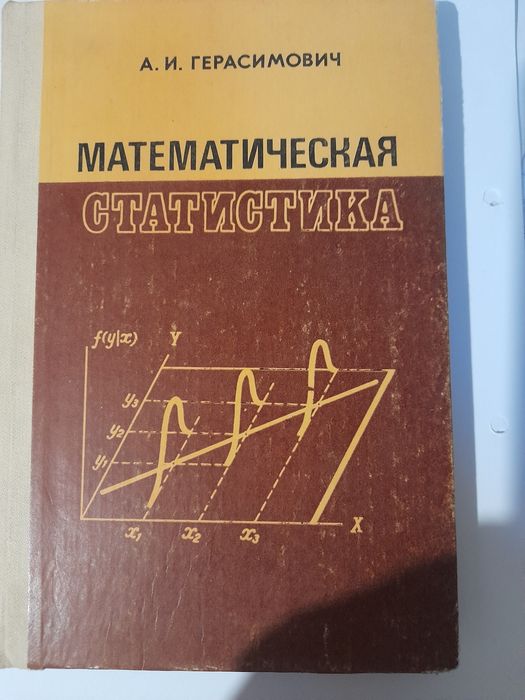 А. И. ГЕРАСИМОВИЧ
МАТЕМАТИЧЕСКАЯ
СТАТИСТИКА
f(y|x)
Y
y₃
y₂
y₁
x₁ x₂ x₃ X